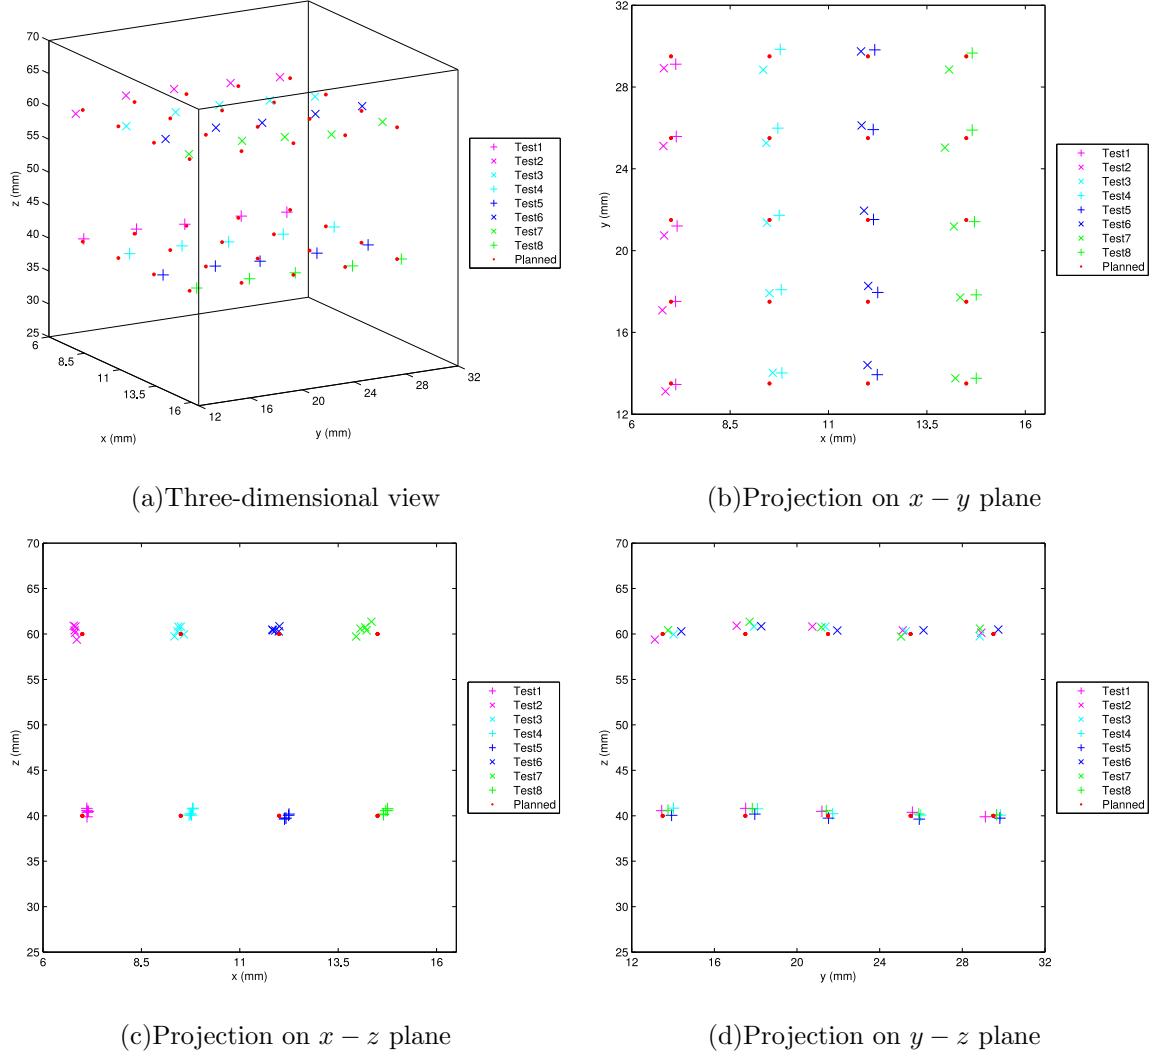 70
65
60
55
50
45
40
35
30
25
z (mm)
6
8.5
11
13.5
16
x (mm)
12
16
20
24
28
32
y (mm)
Test1
Test2
Test3
Test4
Test5
Test6
Test7
Test8
Planned
(a)Three-dimensional view
32
28
24
20
16
12
y (mm)
6 8.5 11 13.5 16
x (mm)
Test1
Test2
Test3
Test4
Test5
Test6
Test7
Test8
Planned
(b)Projection on x − y plane
70
65
60
55
50
45
40
35
30
25
z (mm)
6 8.5 11 13.5 16
x (mm)
Test1
Test2
Test3
Test4
Test5
Test6
Test7
Test8
Planned
(c)Projection on x − z plane
70
65
60
55
50
45
40
35
30
25
z (mm)
12 16 20 24 28 32
y (mm)
Test1
Test2
Test3
Test4
Test5
Test6
Test7
Test8
Planned
(d)Projection on y − z plane